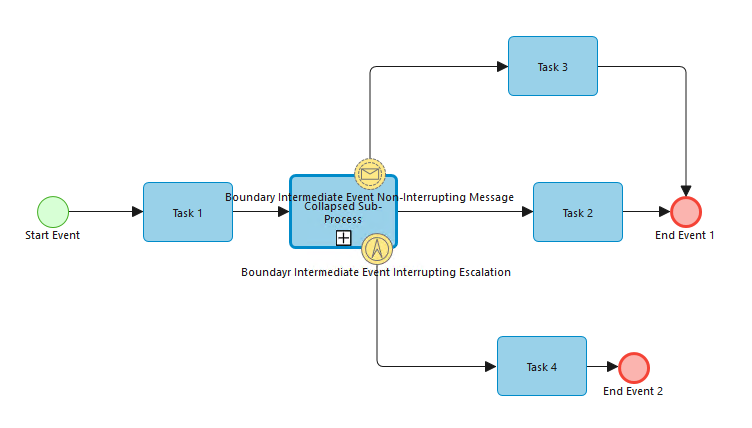 Task 3
Boundary Intermediate Event Non-Interrupting Message
Collapsed Sub-
Process
Task 1
Task 2
Start Event
End Event 1
Boundayr Intermediate Event Interrupting Escalation
Task 4
End Event 2